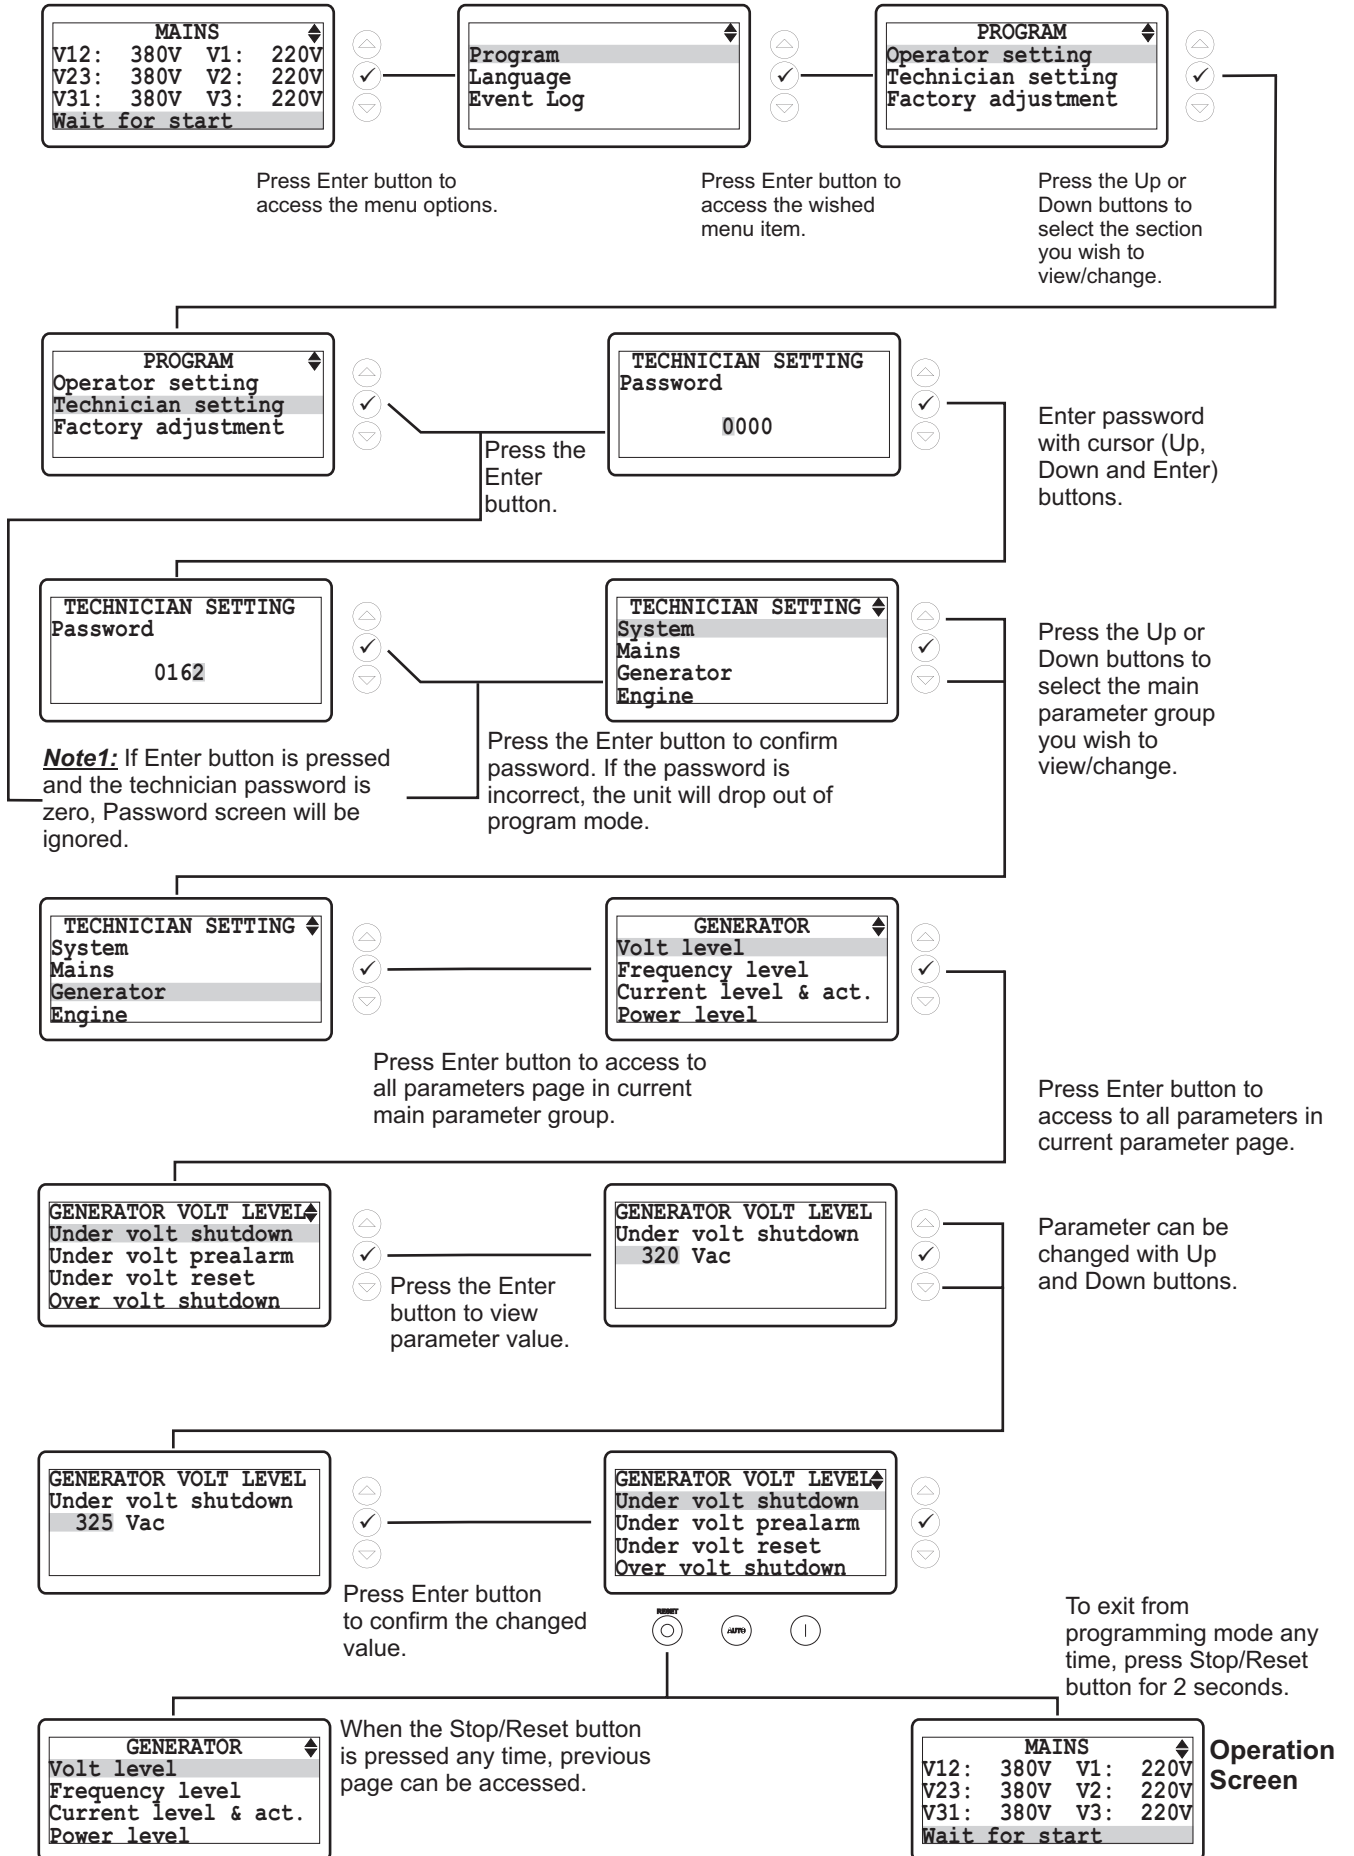 MAINS
V12: 380V V1: 220V
V23: 380V V2: 220V
V31: 380V V3: 220V
Wait for start
Program
Language
Event Log
PROGRAM
Operator setting
Technician setting
Factory adjustment
Press Enter button to
access the menu options.
Press Enter button to
access the wished
menu item.
Press the Up or
Down buttons to
select the section
you wish to
view/change.
PROGRAM
Operator setting
Technician setting
Factory adjustment
Press the
Enter
button.
TECHNICIAN SETTING
Password
0000
Enter password
with cursor (Up,
Down and Enter)
buttons.
TECHNICIAN SETTING
Password
0162
TECHNICIAN SETTING
System
Mains
Generator
Engine
Press the Up or
Down buttons to
select the main
parameter group
you wish to
view/change.
Note1: If Enter button is pressed
and the technician password is
zero, Password screen will be
ignored.
Press the Enter button to confirm
password. If the password is
incorrect, the unit will drop out of
program mode.
TECHNICIAN SETTING
System
Mains
Generator
Engine
GENERATOR
Volt level
Frequency level
Current level & act.
Power level
Press Enter button to access to
all parameters page in current
main parameter group.
Press Enter button to
access to all parameters in
current parameter page.
GENERATOR VOLT LEVEL
Under volt shutdown
Under volt prealarm
Under volt reset
Over volt shutdown
Press the Enter
button to view
parameter value.
GENERATOR VOLT LEVEL
Under volt shutdown
320 Vac
Parameter can be
changed with Up
and Down buttons.
GENERATOR VOLT LEVEL
Under volt shutdown
325 Vac
Press Enter button
to confirm the changed
value.
GENERATOR VOLT LEVEL
Under volt shutdown
Under volt prealarm
Under volt reset
Over volt shutdown
RESET
AUTO
To exit from
programming mode any
time, press Stop/Reset
button for 2 seconds.
GENERATOR
Volt level
Frequency level
Current level & act.
Power level
When the Stop/Reset button
is pressed any time, previous
page can be accessed.
MAINS
V12: 380V V1: 220V
V23: 380V V2: 220V
V31: 380V V3: 220V
Wait for start
Operation
Screen